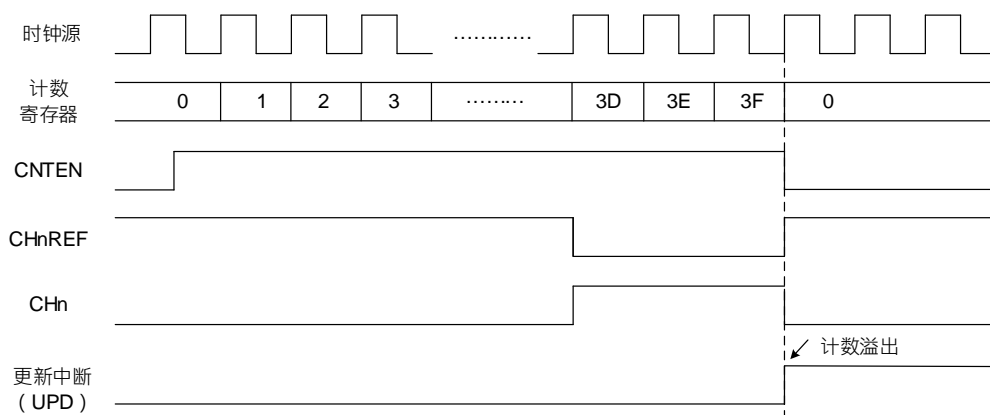 时钟源
…………
计数
寄存器
0 1 2 3 ……… 3D 3E 3F 0
CNTEN
CHnREF
CHn
计数溢出
更新中断
（UPD）